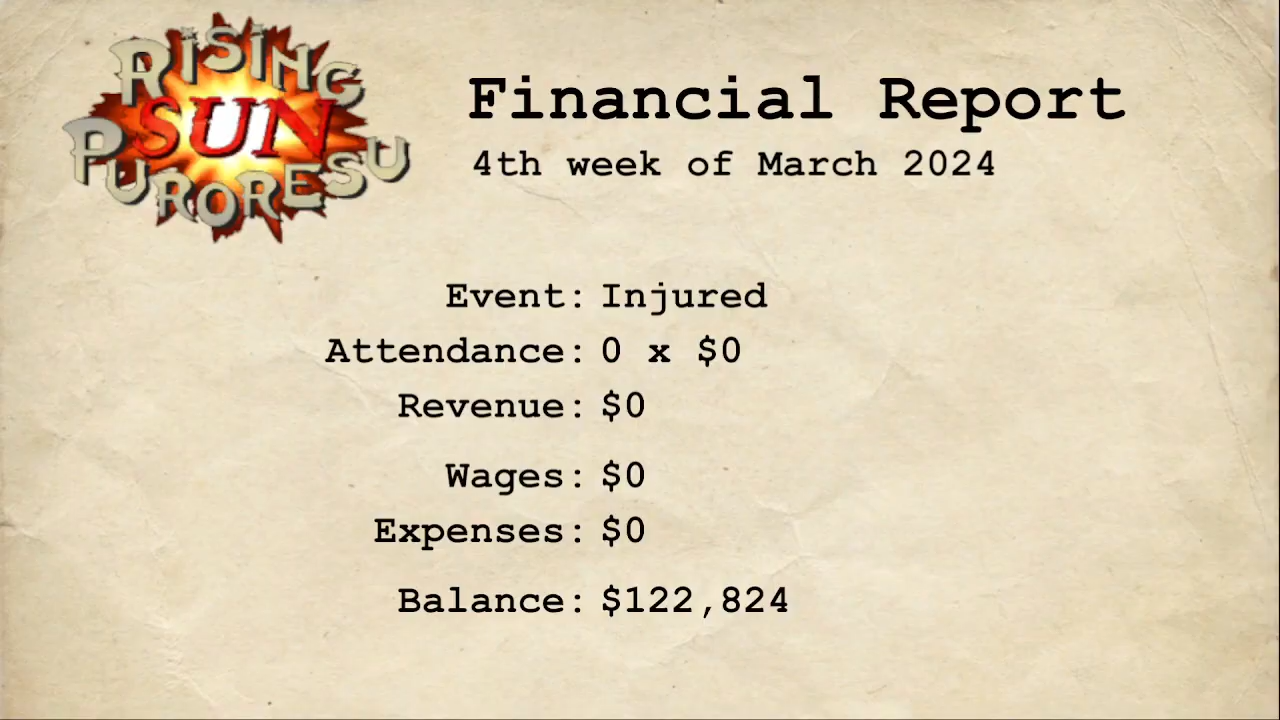 RISING
SUN
PURORESU
Financial Report
4th week of March 2024
Event: Injured
Attendance: 0 x $0
Revenue: $0
Wages: $0
Expenses: $0
Balance: $122,824